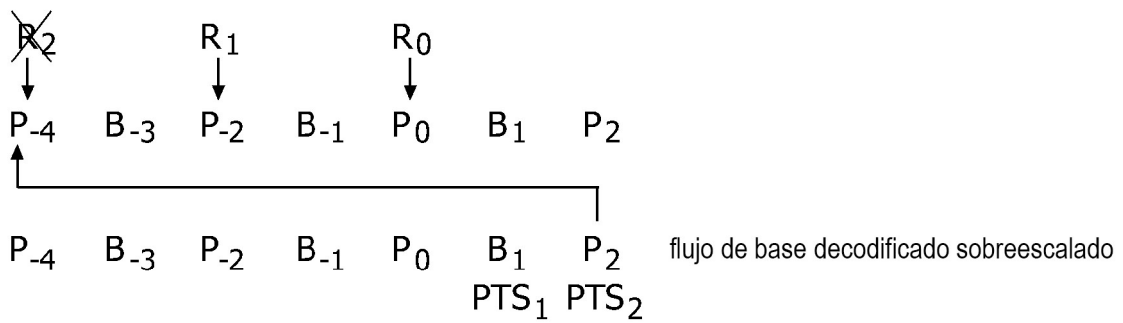 R2 R1 R0
P-4 B-3 P-2 B-1 P0 B1 P2
P-4 B-3 P-2 B-1 P0 B1 P2 flujo de base decodificado sobreescalado
PTS1 PTS2